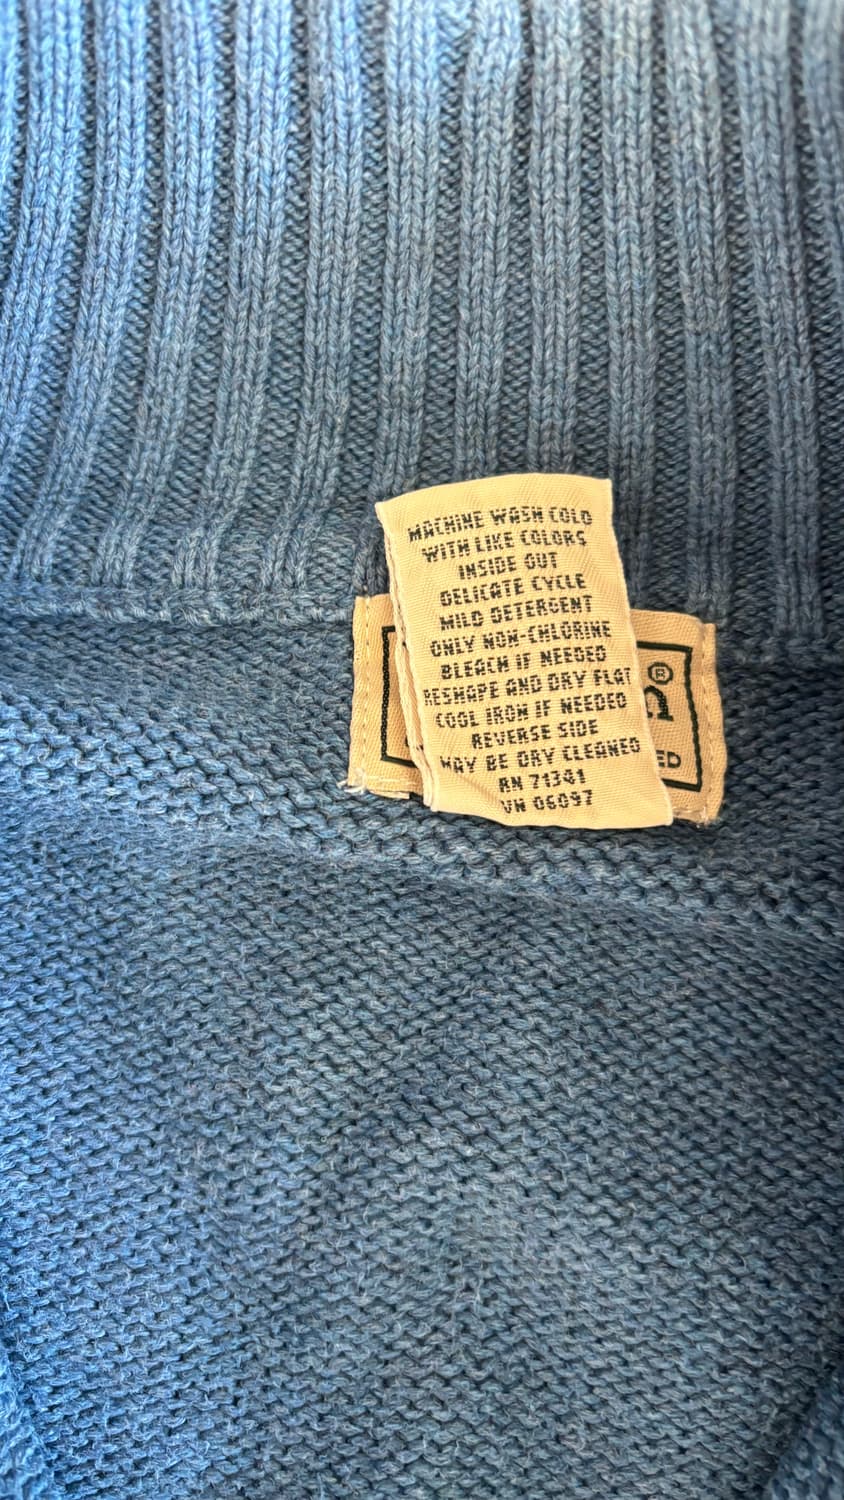 MACHINE WASH COLD
WITH LIKE COLORS
INSIDE OUT
DELICATE CYCLE
MILD DETERGENT
ONLY NON-CHLORINE
BLEACH IF NEEDED
RESHAPE AND DRY FLAT
COOL IRON IF NEEDED
REVERSE SIDE
MAY BE DRY CLEANED
RN 71341
VN 06097
®
ED